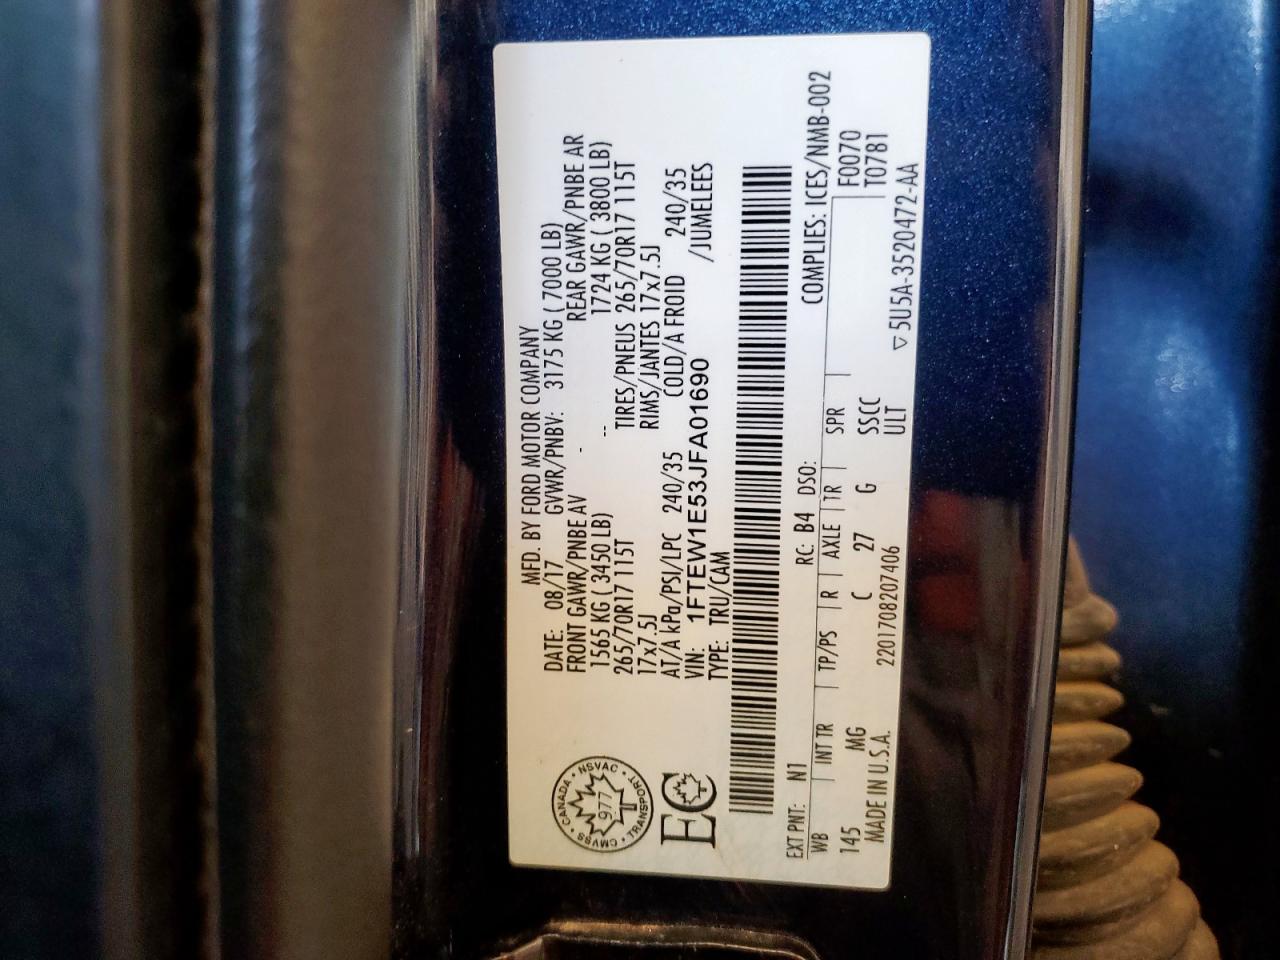 MFD. BY FORD MOTOR COMPANY
DATE: 08/17 GVWR/PNBV: 3175 KG ( 7000 LB)
FRONT GAWR/PNBE AV - REAR GAWR/PNBE AR
1565 KG ( 3450 LB) -- 1724 KG ( 3800 LB)
265/70R17 115T TIRES/PNEUS 265/70R17 115T
17x7.5J RIMS/JANTES 17x7.5J
AT/A kPa/PSI/LPC 240/35 COLD/A FROID 240/35
VIN: 1FTEW1E53JFA01690 /JUMELEES
TYPE: TRU/CAM
CANADA • NSVAC • TRANSPORT • CMVSS •
977
EC
EXT PNT: N1 RC: B4 DSO: COMPLIES: ICES/NMB-002
WB | INT TR | TP/PS | R | AXLE | TR | SPR
F0070
145 MG C 27 G SSCC T0781
ULT
MADE IN U.S.A. 2201708207406 ▽5U5A-3520472-AA